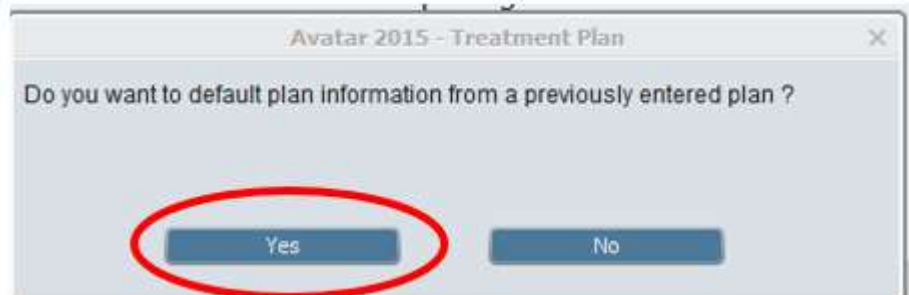 Avatar 2015 - Treatment Plan
Do you want to default plan information from a previously entered plan ?
Yes No